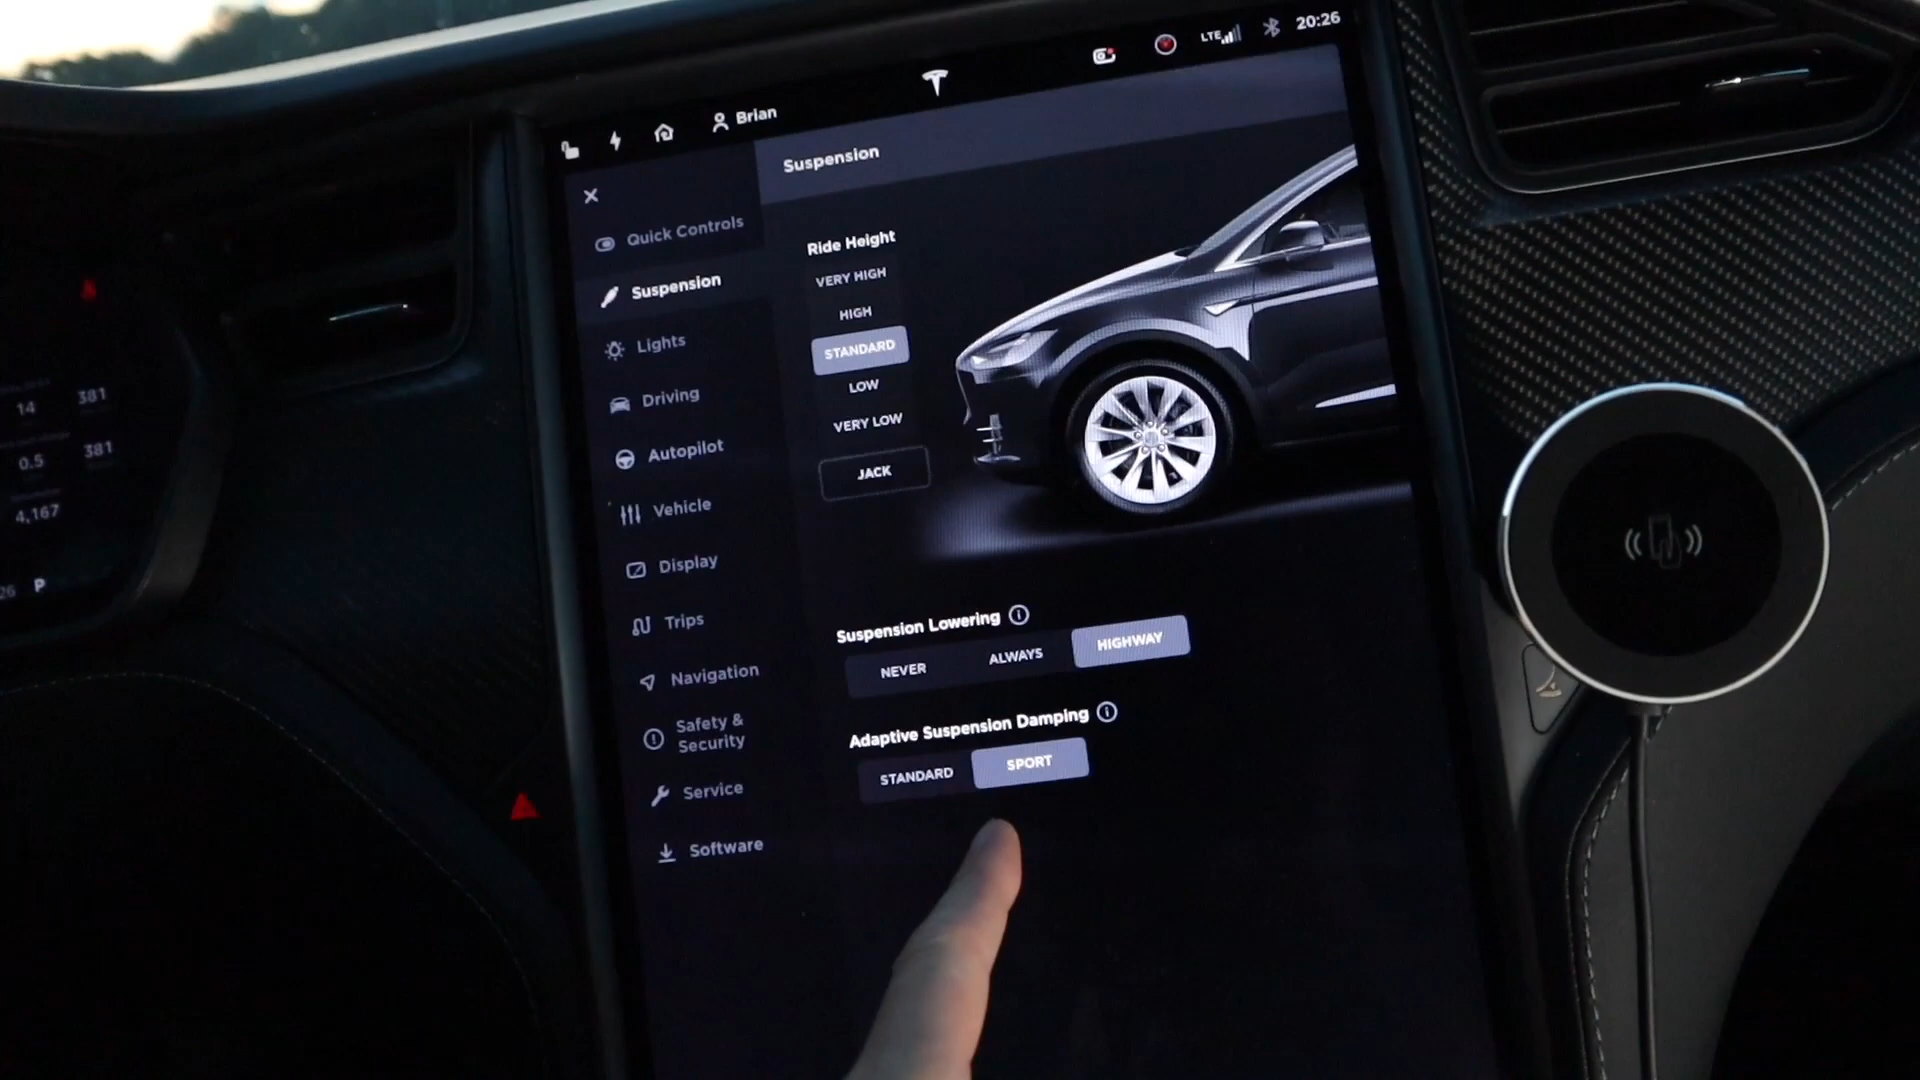 Brian
LTE
20:26
Suspension
Quick Controls
Suspension
Lights
Driving
Autopilot
Vehicle
Display
Trips
Navigation
Safety &
Security
Service
Software
Ride Height
VERY HIGH
HIGH
STANDARD
LOW
VERY LOW
JACK
Suspension Lowering
NEVER ALWAYS HIGHWAY
Adaptive Suspension Damping
STANDARD SPORT
14 381
0.5 381
4,167
26 P